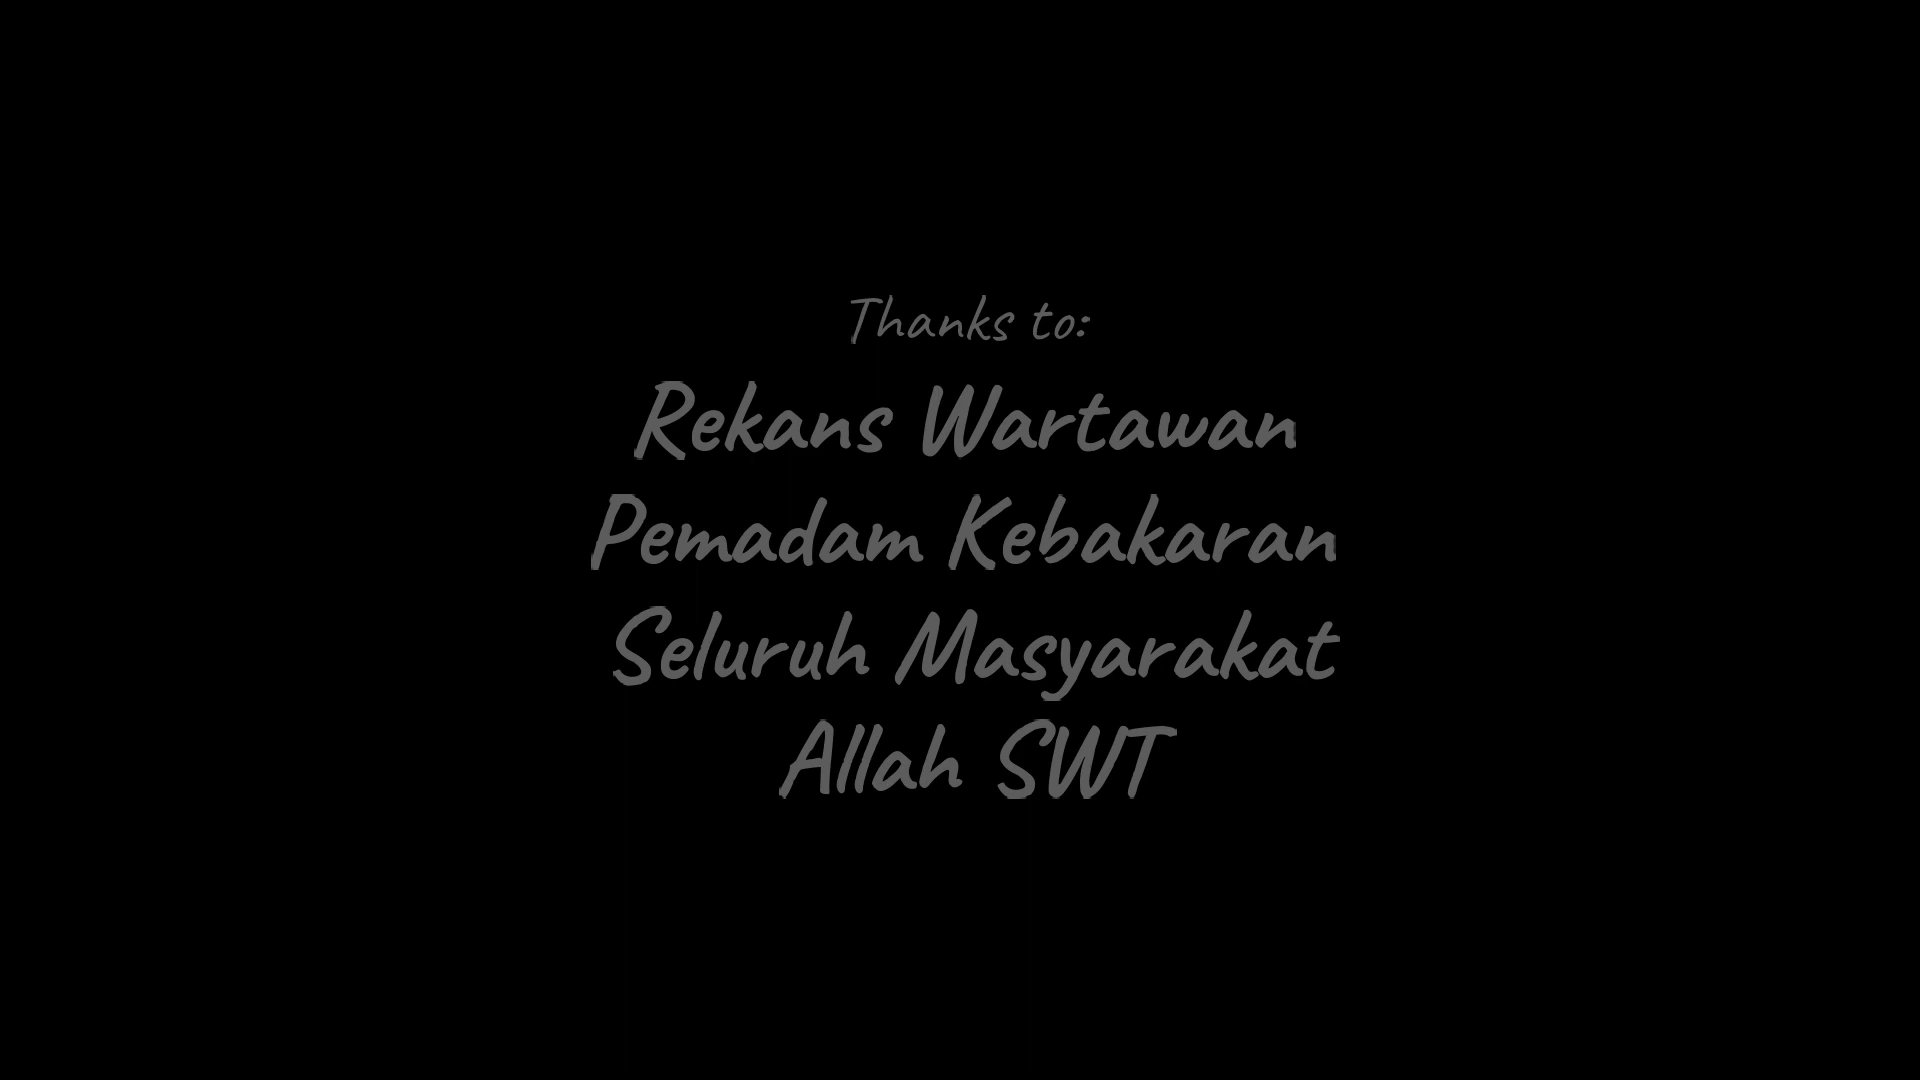 Thanks to:
Rekans Wartawan
Pemadam Kebakaran
Seluruh Masyarakat
Allah SWT